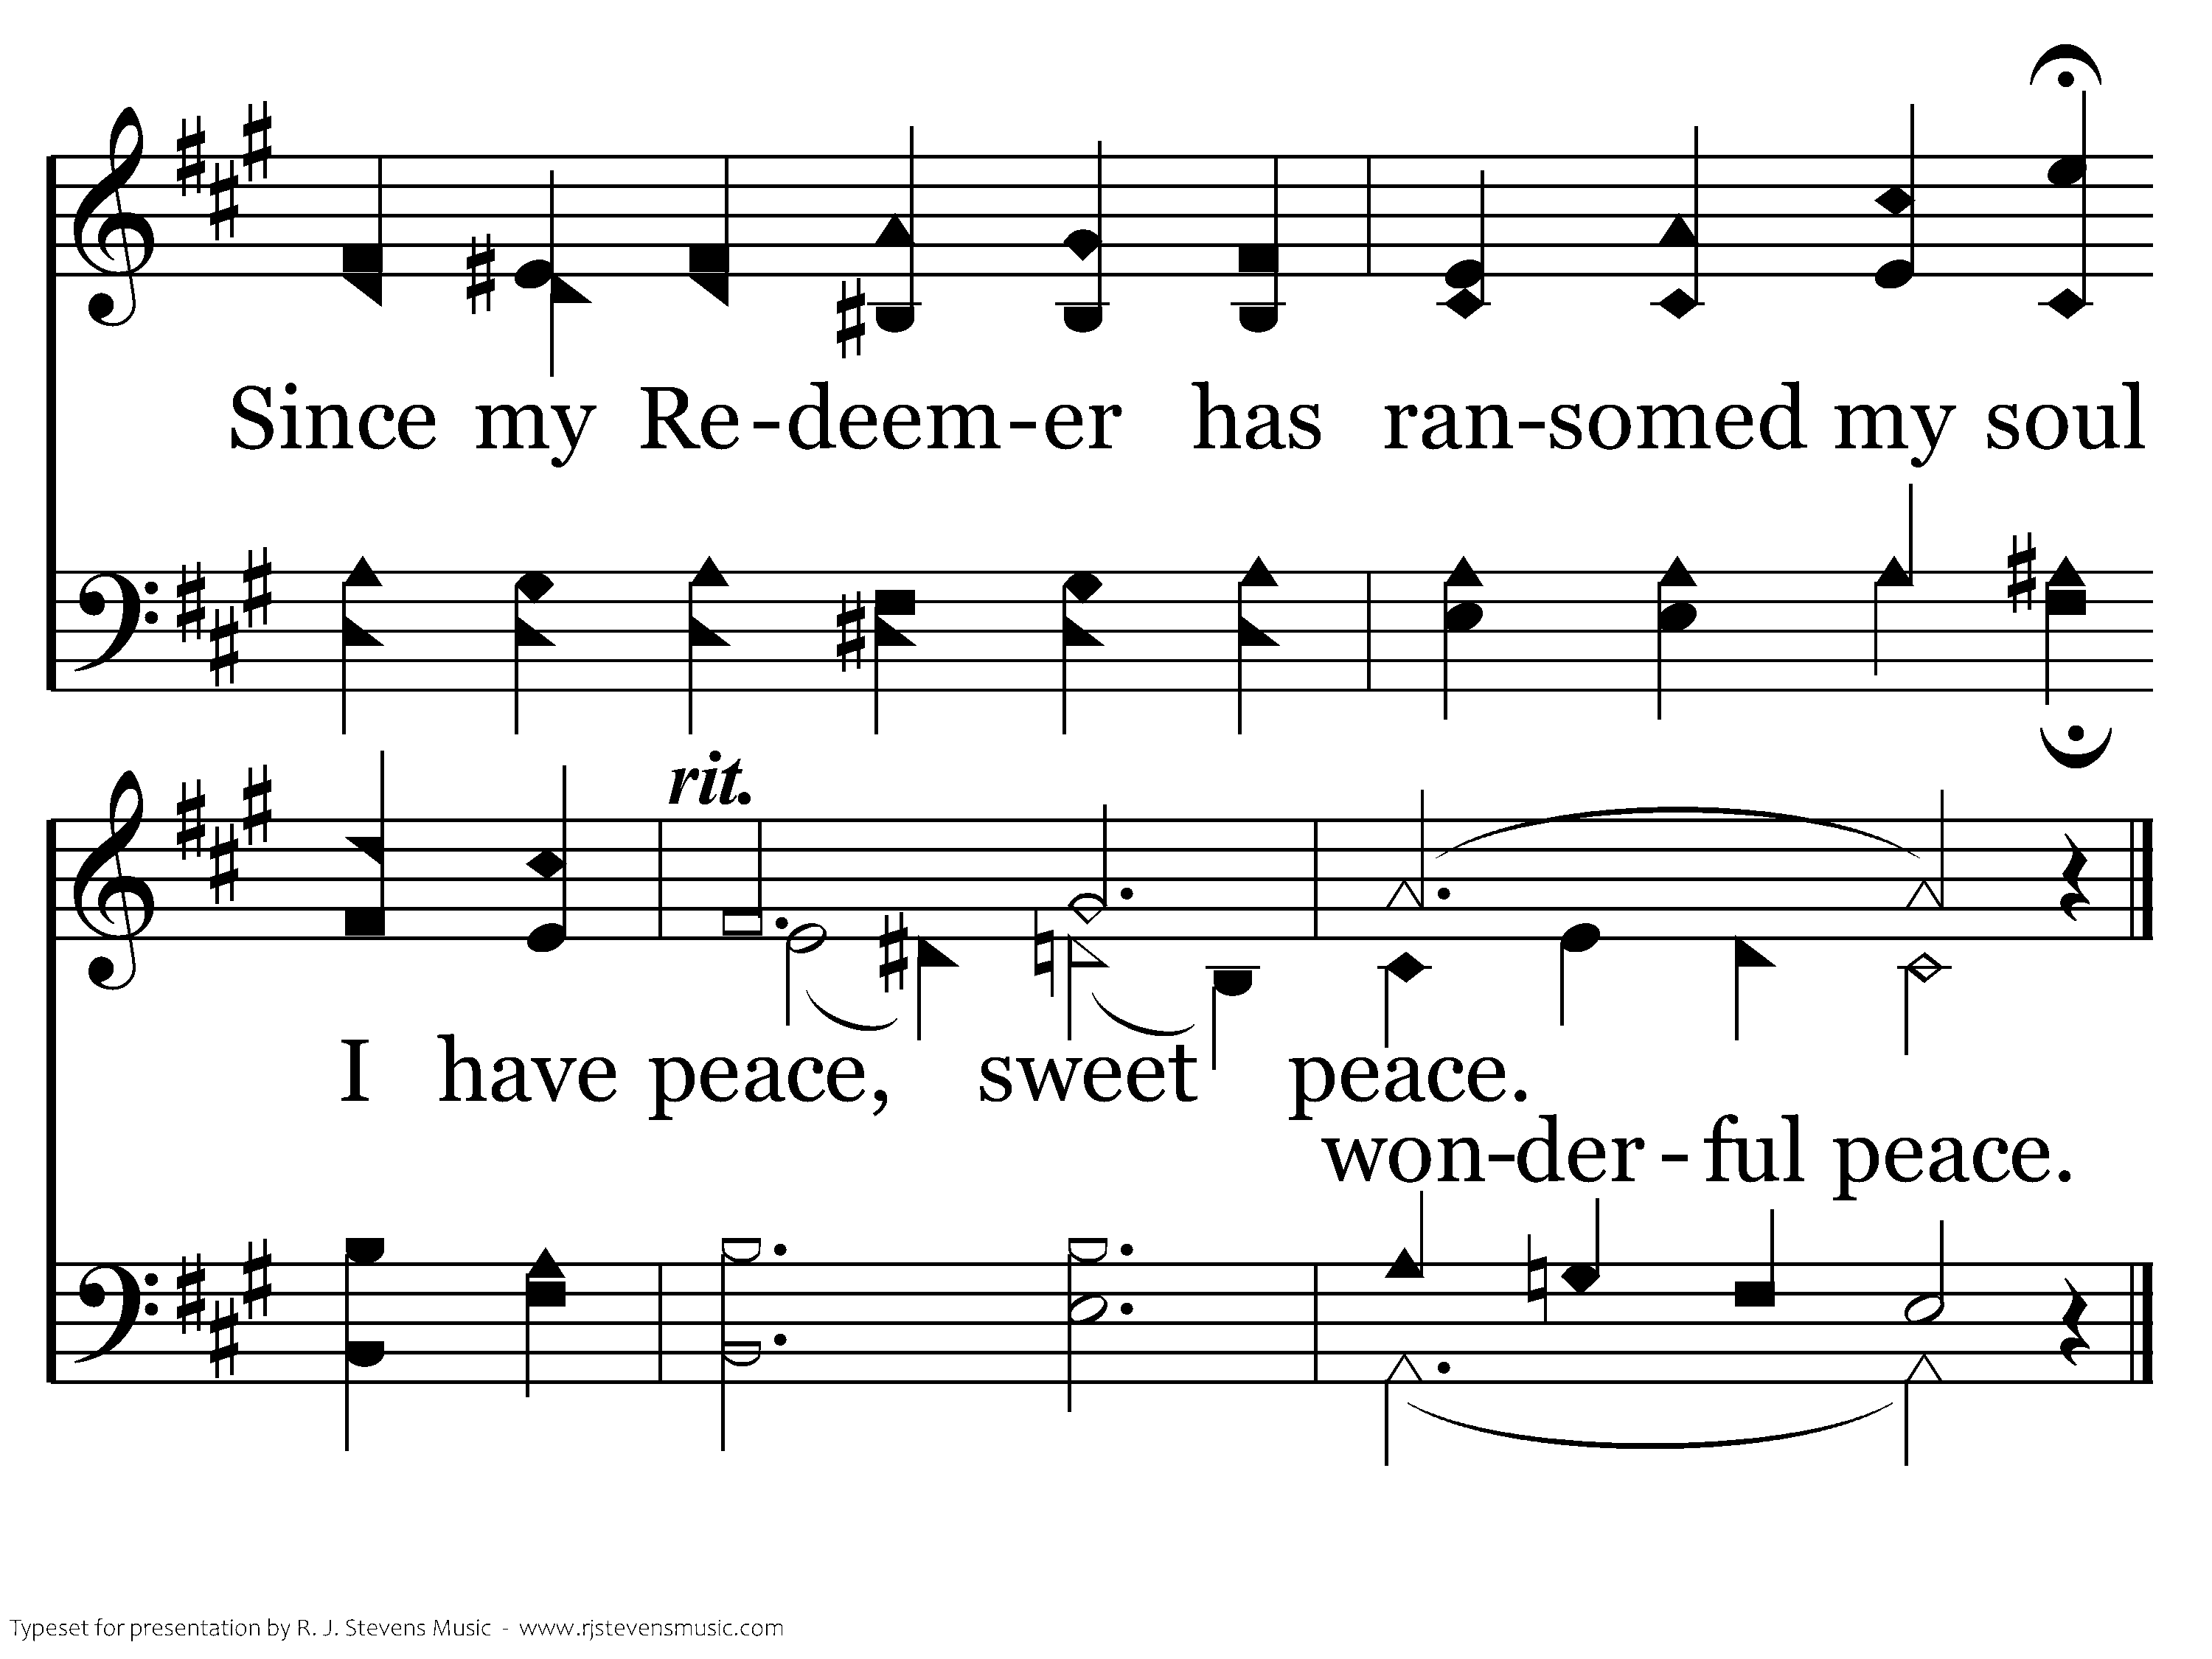 Since my Re-deem-er has ran-somed my soul
rit.
I have peace, sweet peace.
won-der-ful peace.
Typeset for presentation by R. J. Stevens Music - www.rjstevensmusic.com